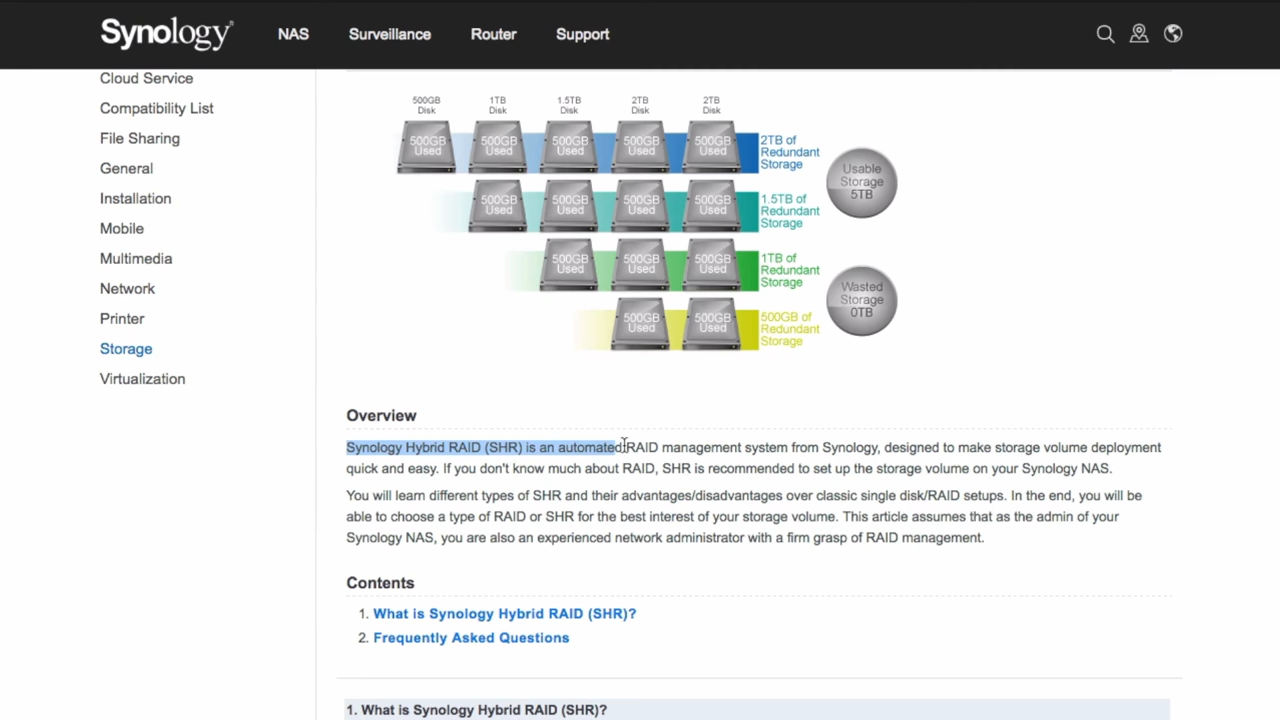 Synology
NAS
Surveillance
Router
Support
Cloud Service
Compatibility List
File Sharing
General
Installation
Mobile
Multimedia
Network
Printer
Storage
Virtualization
500GB
Disk
1TB
Disk
1.5TB
Disk
2TB
Disk
2TB
Disk
500GB
Used
500GB
Used
500GB
Used
500GB
Used
500GB
Used
2TB of
Redundant
Storage
500GB
Used
500GB
Used
500GB
Used
500GB
Used
1.5TB of
Redundant
Storage
500GB
Used
500GB
Used
500GB
Used
1TB of
Redundant
Storage
500GB
Used
500GB
Used
500GB of
Redundant
Storage
Usable
Storage
5TB
Wasted
Storage
0TB
Overview
Synology Hybrid RAID (SHR) is an automated RAID management system from Synology, designed to make storage volume deployment
quick and easy. If you don't know much about RAID, SHR is recommended to set up the storage volume on your Synology NAS.
You will learn different types of SHR and their advantages/disadvantages over classic single disk/RAID setups. In the end, you will be
able to choose a type of RAID or SHR for the best interest of your storage volume. This article assumes that as the admin of your
Synology NAS, you are also an experienced network administrator with a firm grasp of RAID management.
Contents
1. What is Synology Hybrid RAID (SHR)?
2. Frequently Asked Questions
1. What is Synology Hybrid RAID (SHR)?